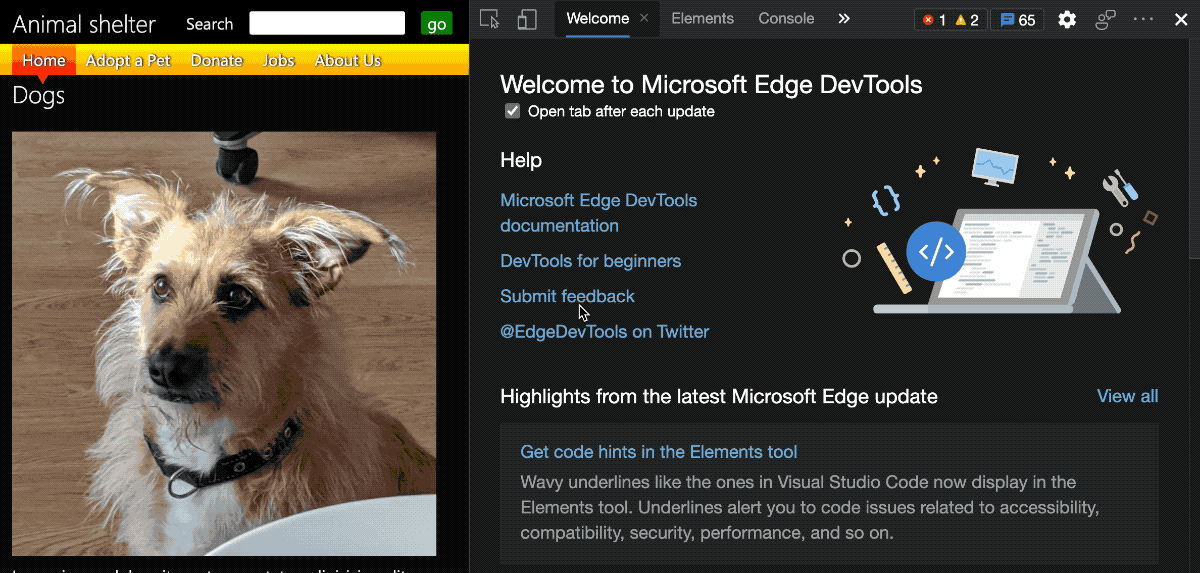 Animal shelter
Search
go
Home
Adopt a Pet
Donate
Jobs
About Us
Dogs
Welcome
Elements
Console
1
2
65
Welcome to Microsoft Edge DevTools
Open tab after each update
Help
Microsoft Edge DevTools
documentation
DevTools for beginners
Submit feedback
@EdgeDevTools on Twitter
</>
Highlights from the latest Microsoft Edge update
View all
Get code hints in the Elements tool
Wavy underlines like the ones in Visual Studio Code now display in the
Elements tool. Underlines alert you to code issues related to accessibility,
compatibility, security, performance, and so on.